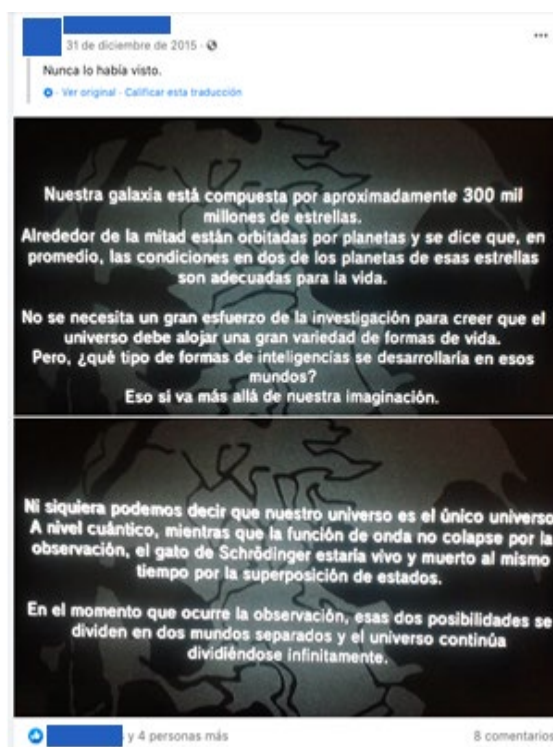 31 de diciembre de 2015 ·
Nunca lo había visto.
· Ver original · Calificar esta traducción
Nuestra galaxia está compuesta por aproximadamente 300 mil
millones de estrellas.
Alrededor de la mitad están orbitadas por planetas y se dice que, en
promedio, las condiciones en dos de los planetas de esas estrellas
son adecuadas para la vida.
No se necesita un gran esfuerzo de la investigación para creer que el
universo debe alojar una gran variedad de formas de vida.
Pero, ¿qué tipo de formas de inteligencias se desarrollaría en esos
mundos?
Eso si va más allá de nuestra imaginación.
Ni siquiera podemos decir que nuestro universo es el único universo
A nivel cuántico, mientras que la función de onda no colapse por la
observación, el gato de Schrödinger estaría vivo y muerto al mismo
tiempo por la superposición de estados.
En el momento que ocurre la observación, esas dos posibilidades se
dividen en dos mundos separados y el universo continúa
dividiéndose infinitamente.
y 4 personas más 8 comentarios